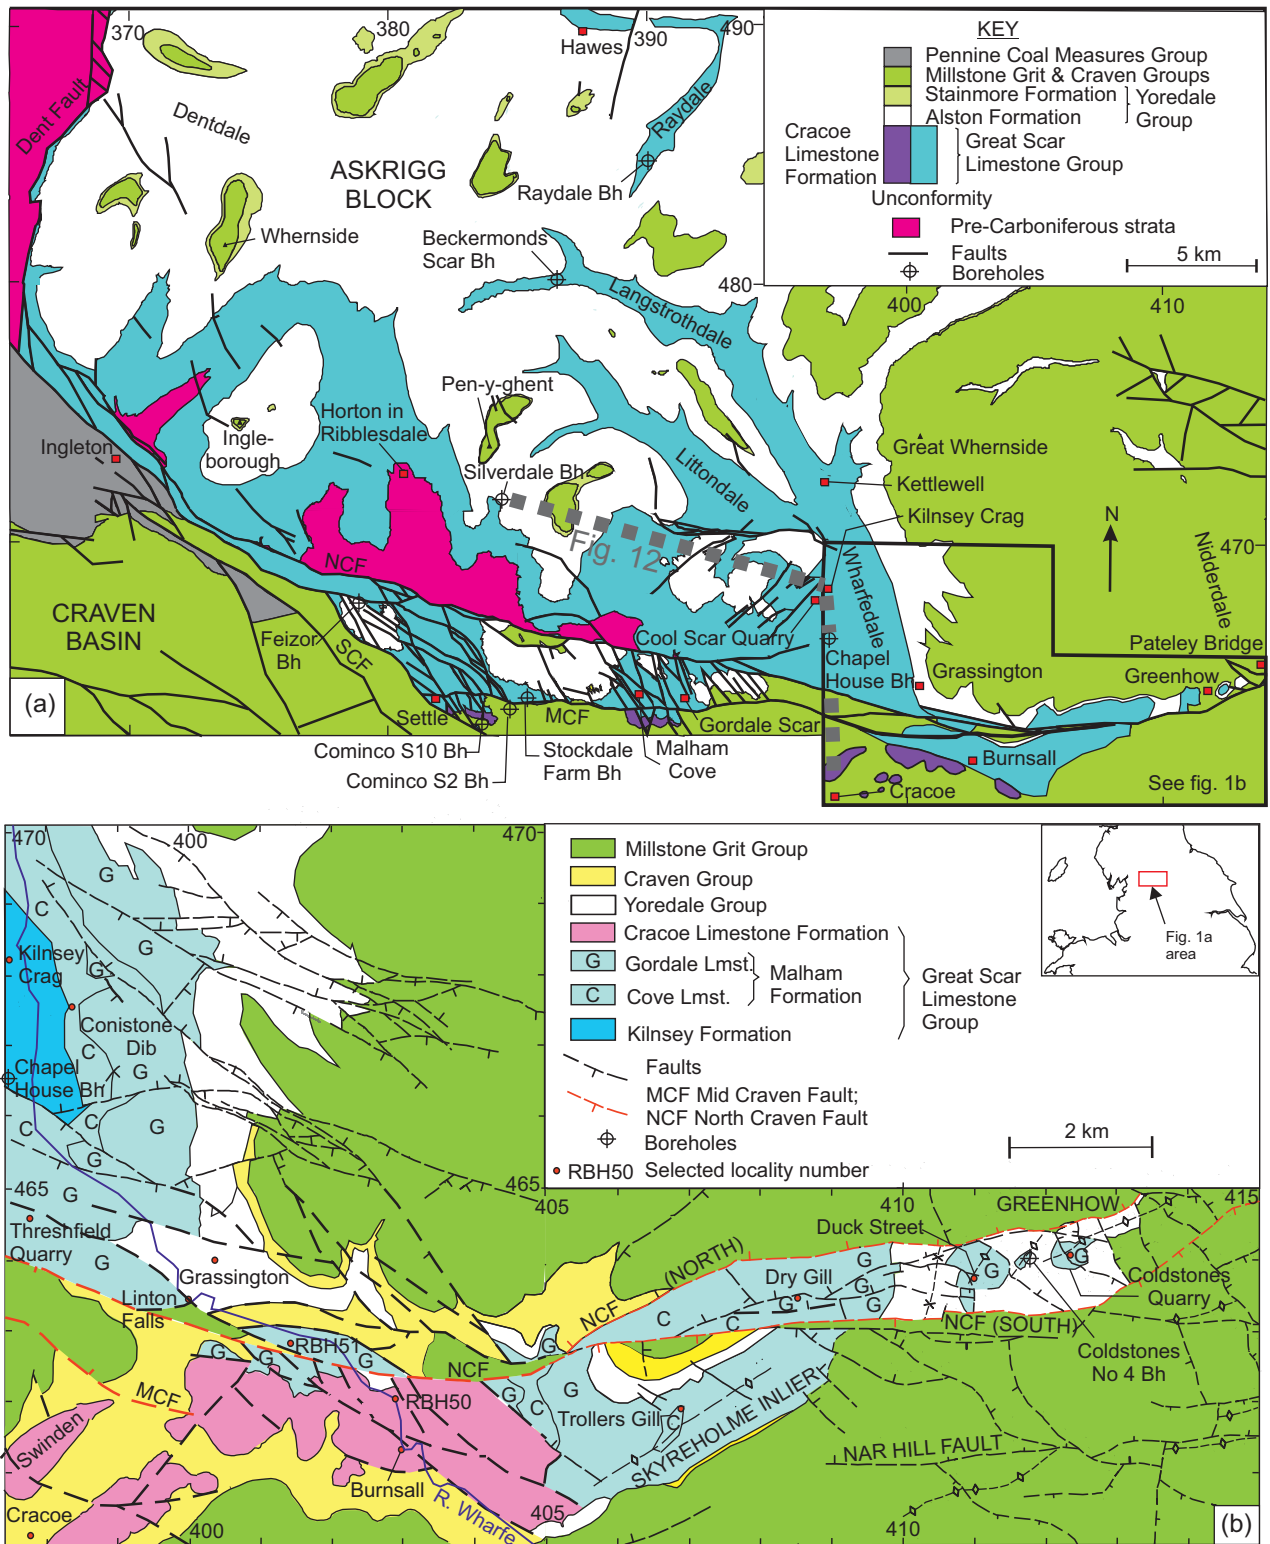 370
380
390
490
Hawes
KEY
Pennine Coal Measures Group
Millstone Grit & Craven Groups
Stainmore Formation
Alston Formation
Yoredale
Group
Cracoe
Limestone
Formation
Great Scar
Limestone Group
Unconformity
Pre-Carboniferous strata
Faults
Boreholes
5 km
Dent Fault
Dentdale
ASKRIGG
BLOCK
Raydale
Raydale Bh
Whernside
Beckermonds
Scar Bh
Langstrothdale
480
400
410
Pen-y-ghent
Horton in
Ribblesdale
Ingle-
borough
Ingleton
Silverdale Bh
Littondale
Great Whernside
Kettlewell
Kilnsey Crag
N
Fig. 12
470
Nidderdale
NCF
Wharfedale
CRAVEN
BASIN
Feizor
Bh
SCF
Cool Scar Quarry
Chapel
House Bh
Grassington
Pateley Bridge
Greenhow
(a)
Settle
MCF
Gordale Scar
Cominco S10 Bh
Stockdale
Farm Bh
Malham
Cove
Cominco S2 Bh
Burnsall
Cracoe
See fig. 1b
470
400
470
Millstone Grit Group
Craven Group
Yoredale Group
Cracoe Limestone Formation
G
Gordale Lmst.
C
Cove Lmst.
Malham
Formation
Great Scar
Limestone
Group
Kilnsey Formation
Faults
MCF Mid Craven Fault;
NCF North Craven Fault
Boreholes
RBH50
Selected locality number
2 km
Fig. 1a
area
G
C
G
Kilnsey
Crag
G
Conistone
Dib
C
G
Chapel
House Bh
C
C
G
G
465
G
465
405
410
415
GREENHOW
Threshfield
Quarry
G
Grassington
Duck Street
(NORTH)
Dry Gill
G
G
G
G
G
G
Coldstones
Quarry
Linton
Falls
NCF
C
C
NCF (SOUTH)
RBH51
G
G
G
G
NCF
Coldstones
No 4 Bh
MCF
RBH50
G
C
G
Trollers Gill
C
SKYREHOLME INLIER
Swinden
NAR HILL FAULT
Burnsall
R. Wharfe
Cracoe
400
405
410
(b)